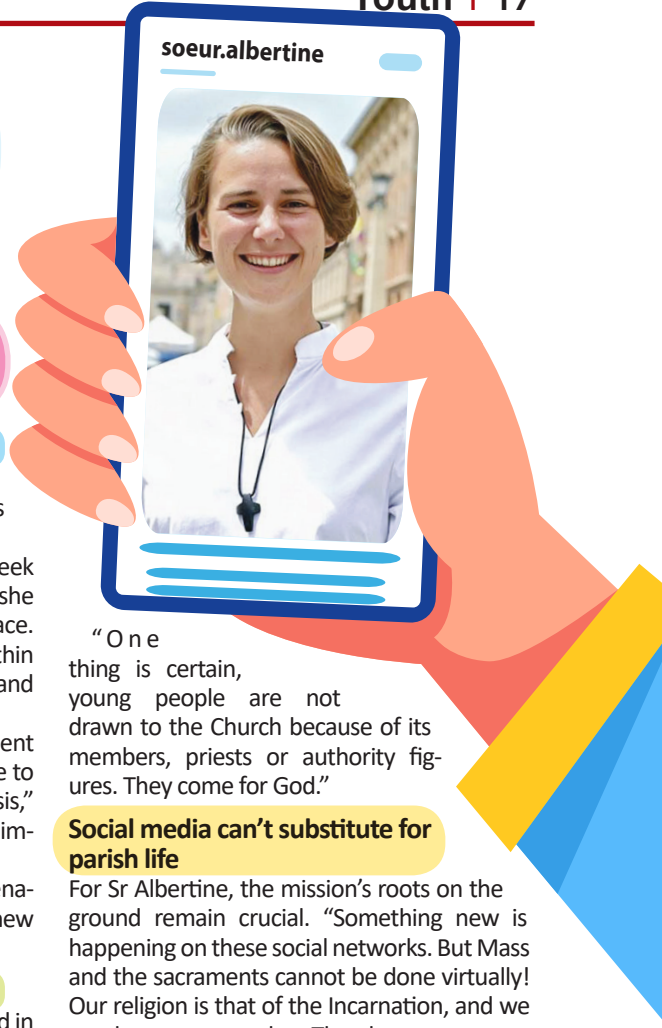 Youth | 17
soeur.albertine
s
eek
she
ace.
thin
and
ent
e to
sis,"
im-
ena-
new
d in
“One
thing is certain,
young people are not
drawn to the Church because of its
members, priests or authority fig-
ures. They come for God.”
Social media can’t substitute for
parish life
For Sr Albertine, the mission’s roots on the
ground remain crucial. “Something new is
happening on these social networks. But Mass
and the sacraments cannot be done virtually!
Our religion is that of the Incarnation, and we